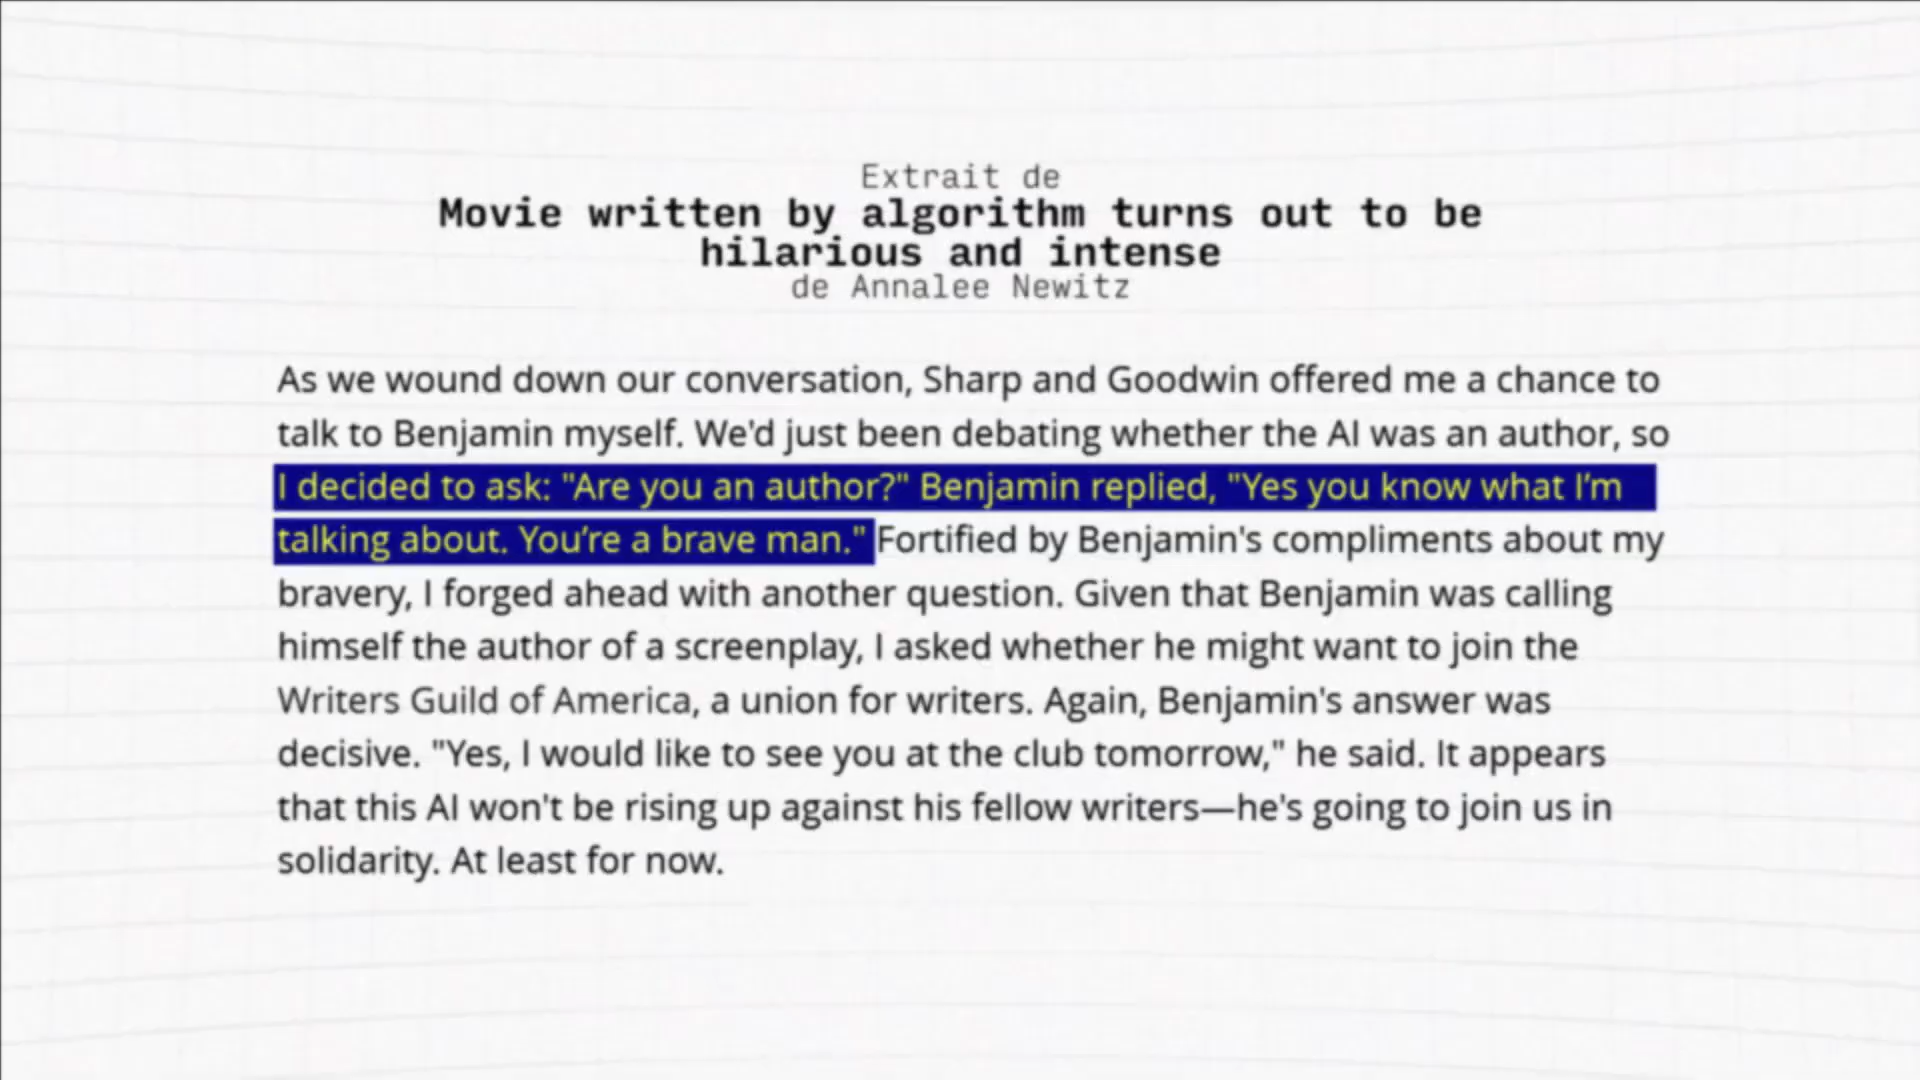 Extrait de
Movie written by algorithm turns out to be
hilarious and intense
de Annalee Newitz
As we wound down our conversation, Sharp and Goodwin offered me a chance to
talk to Benjamin myself. We'd just been debating whether the AI was an author, so
I decided to ask: "Are you an author?" Benjamin replied, "Yes you know what I’m
talking about. You’re a brave man." Fortified by Benjamin's compliments about my
bravery, I forged ahead with another question. Given that Benjamin was calling
himself the author of a screenplay, I asked whether he might want to join the
Writers Guild of America, a union for writers. Again, Benjamin's answer was
decisive. "Yes, I would like to see you at the club tomorrow," he said. It appears
that this AI won't be rising up against his fellow writers—he's going to join us in
solidarity. At least for now.